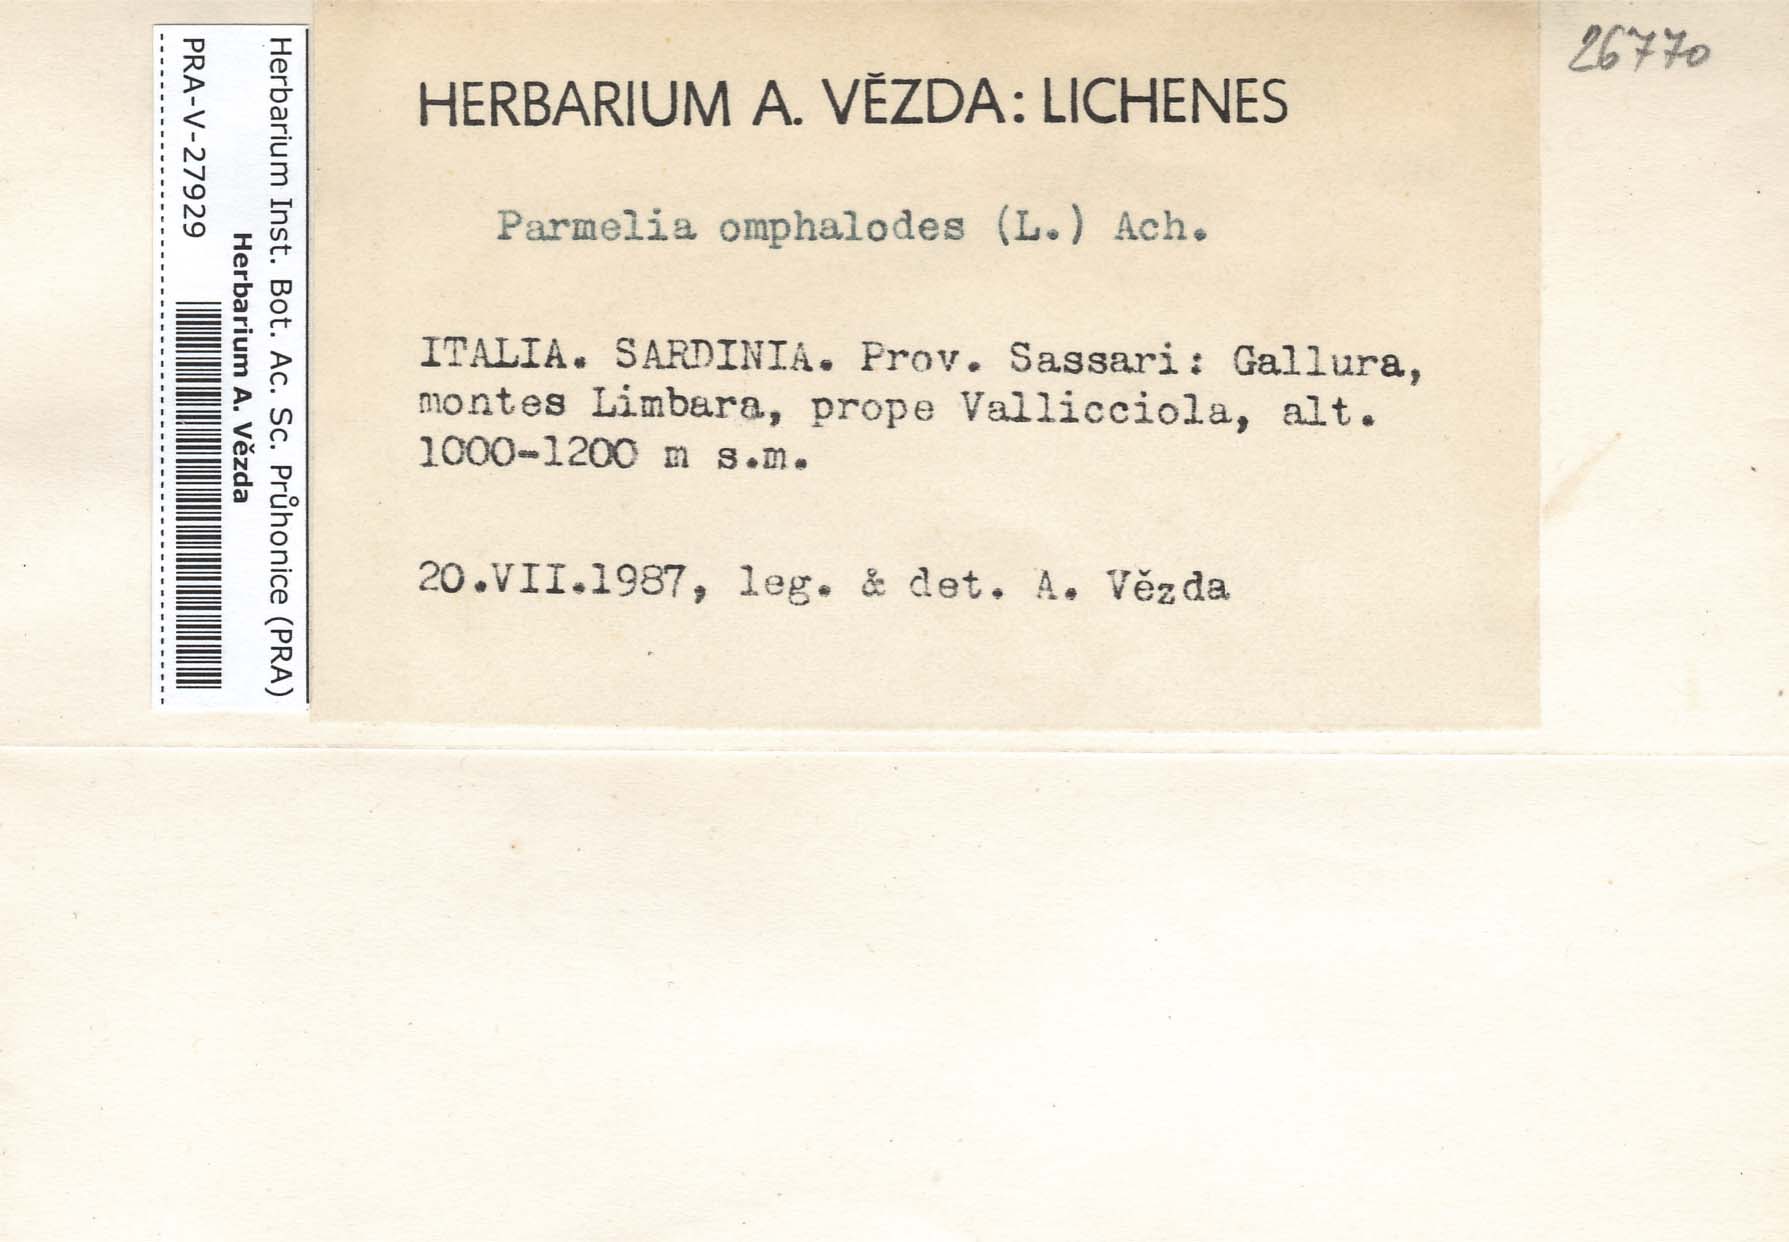 Herbarium Inst. Bot. Ac. Sc. Průhonice (PRA)
Herbarium A. Vězda
PRA-V-27929
26770
HERBARIUM A. VĚZDA: LICHENES
Parmelia omphalodes (L.) Ach.
ITALIA. SARDINIA. Prov. Sassari: Gallura,
montes Limbara, prope Vallicciola, alt.
1000-1200 m s.m.
20.VII.1987, leg. & det. A. Vězda